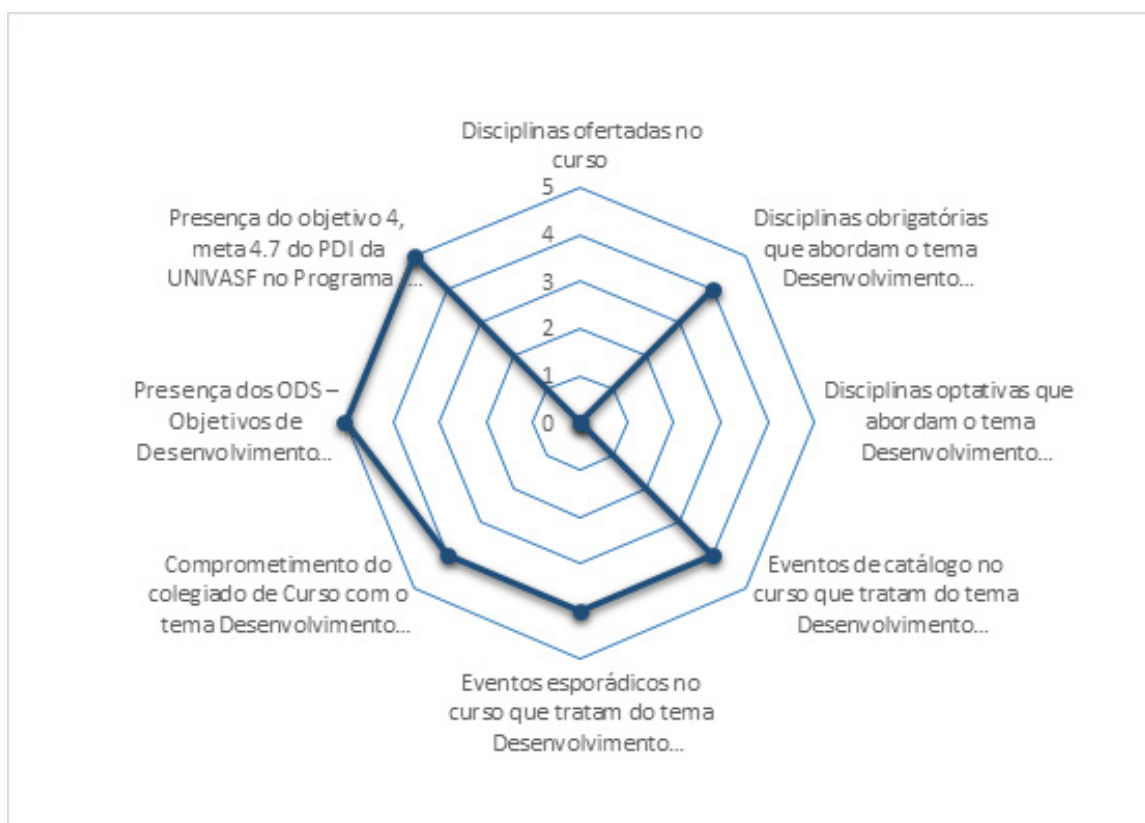 Disciplinas ofertadas no
curso
5
4
3
2
1
0
Disciplinas obrigatórias
que abordam o tema
Desenvolvimento...
Disciplinas optativas que
abordam o tema
Desenvolvimento...
Eventos de catálogo no
curso que tratam do tema
Desenvolvimento...
Eventos esporádicos no
curso que tratam do tema
Desenvolvimento...
Comprometimento do
colegiado de Curso com o
tema Desenvolvimento...
Presença dos ODS –
Objetivos de
Desenvolvimento...
Presença do objetivo 4,
meta 4.7 do PDI da
UNIVASF no Programa ...